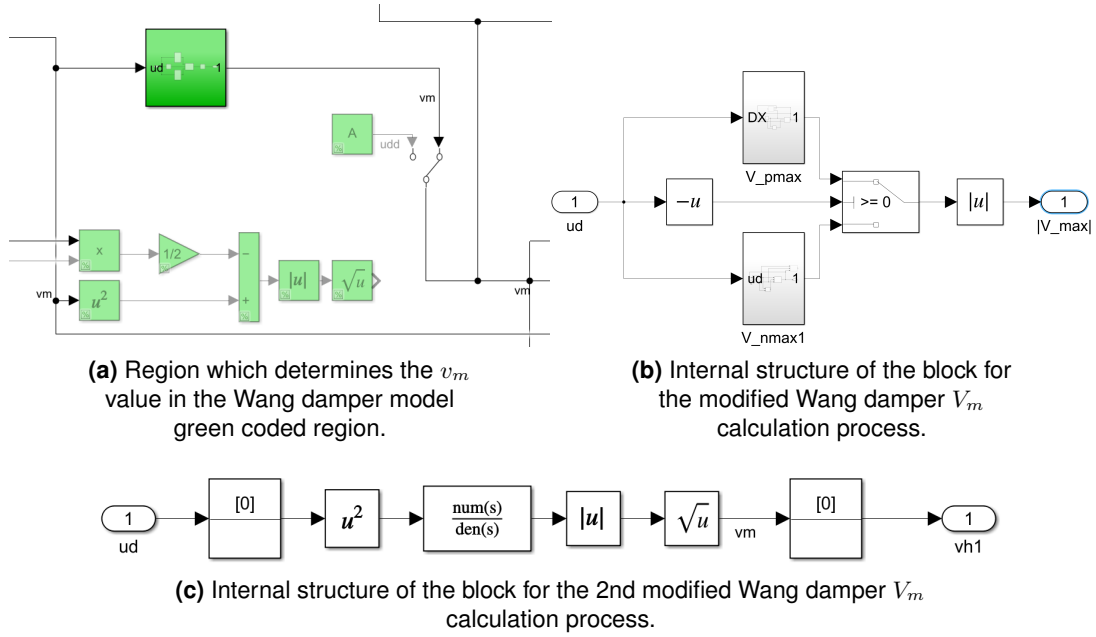 ud
1
vm
A
udd
x
1/2
−
|u|
√u
vm
u²
+
vm
(a) Region which determines the vₘ
value in the Wang damper model
green coded region.
DX 1
V_pmax
1
ud
−u
>= 0
|u|
1
|V_max|
ud 1
V_nmax1
(b) Internal structure of the block for
the modified Wang damper Vₘ
calculation process.
1
ud
[0]
u²
num(s)
den(s)
|u|
√u
vm
[0]
1
vh1
(c) Internal structure of the block for the 2nd modified Wang damper Vₘ
calculation process.